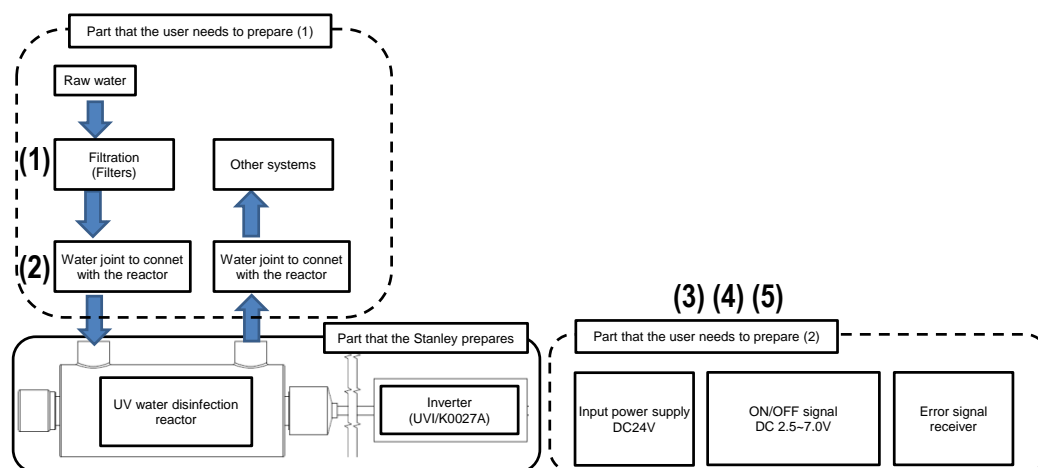 Part that the user needs to prepare (1)
Raw water
(1)
Filtration
(Filters)
Other systems
(2)
Water joint to connet
with the reactor
Water joint to connet
with the reactor
(3) (4) (5)
Part that the Stanley prepares
Part that the user needs to prepare (2)
UV water disinfection
reactor
Inverter
(UVI/K0027A)
Input power supply
DC24V
ON/OFF signal
DC 2.5~7.0V
Error signal
receiver